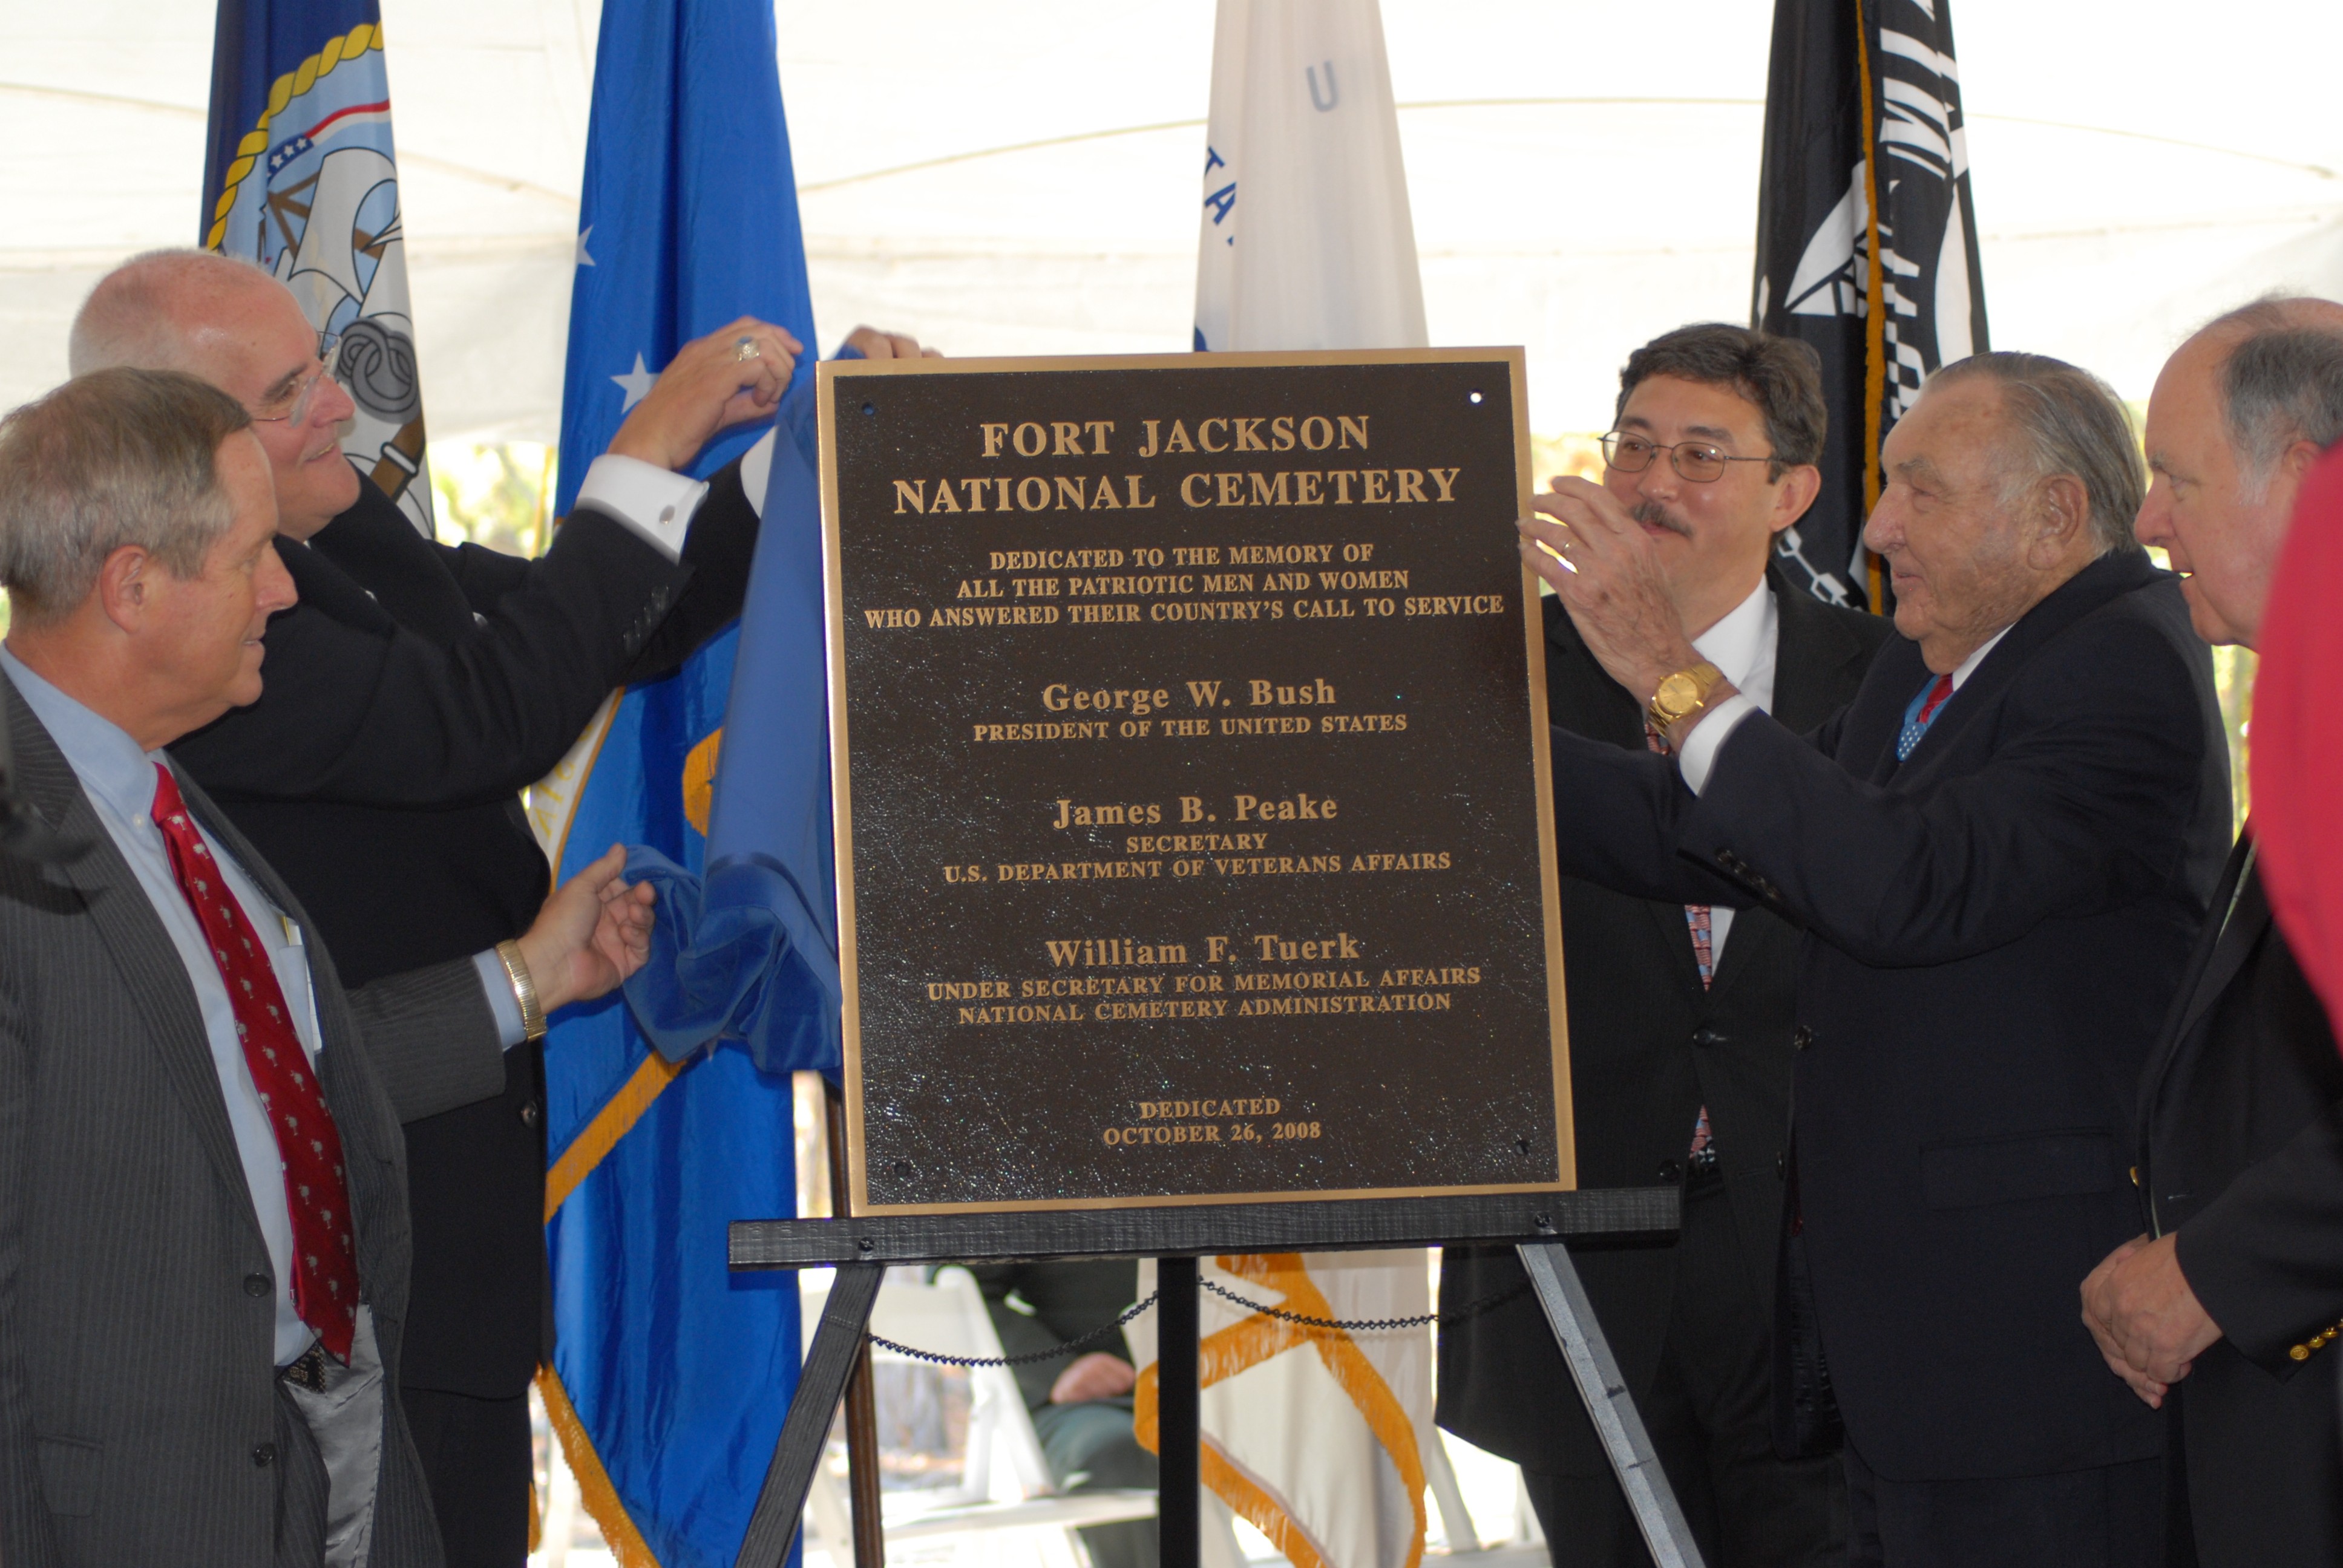 U
TA
MIA
FORT JACKSON
NATIONAL CEMETERY
DEDICATED TO THE MEMORY OF
ALL THE PATRIOTIC MEN AND WOMEN
WHO ANSWERED THEIR COUNTRY'S CALL TO SERVICE
George W. Bush
PRESIDENT OF THE UNITED STATES
James B. Peake
SECRETARY
U.S. DEPARTMENT OF VETERANS AFFAIRS
William F. Tuerk
UNDER SECRETARY FOR MEMORIAL AFFAIRS
NATIONAL CEMETERY ADMINISTRATION
DEDICATED
OCTOBER 26, 2008